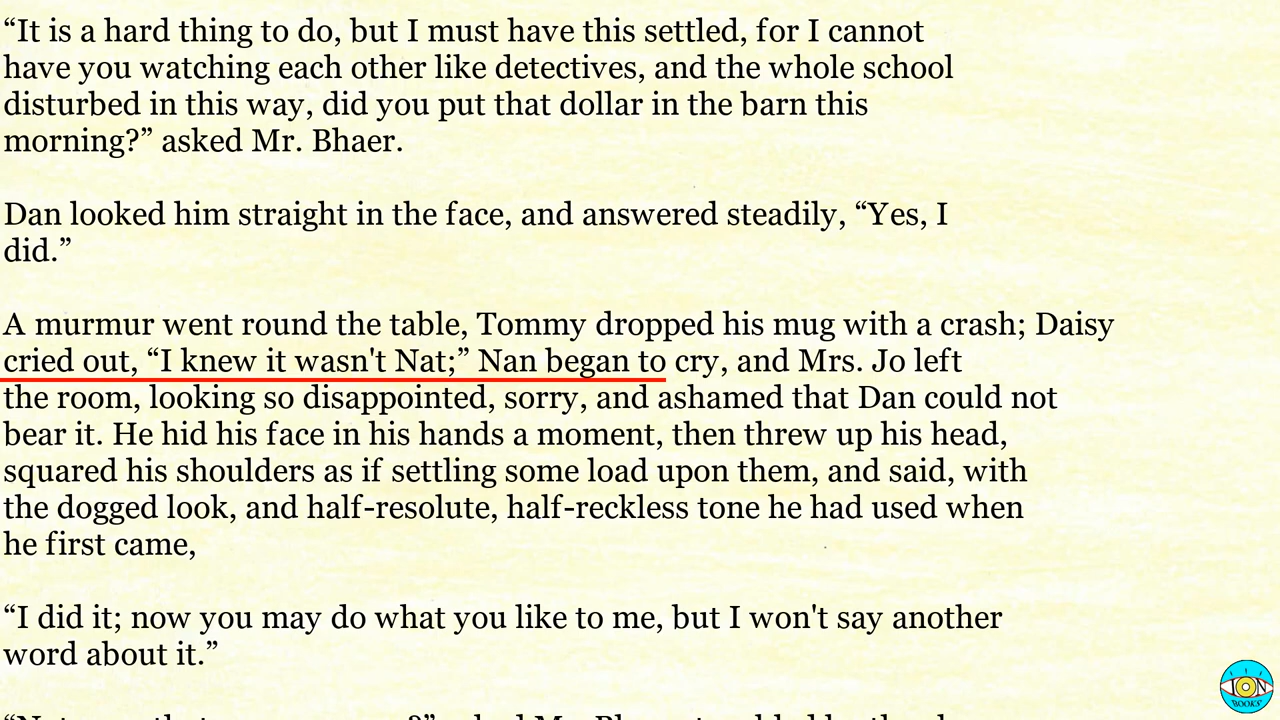 “It is a hard thing to do, but I must have this settled, for I cannot
have you watching each other like detectives, and the whole school
disturbed in this way, did you put that dollar in the barn this
morning?” asked Mr. Bhaer.
Dan looked him straight in the face, and answered steadily, “Yes, I
did.”
A murmur went round the table, Tommy dropped his mug with a crash; Daisy
cried out, “I knew it wasn't Nat;” Nan began to cry, and Mrs. Jo left
the room, looking so disappointed, sorry, and ashamed that Dan could not
bear it. He hid his face in his hands a moment, then threw up his head,
squared his shoulders as if settling some load upon them, and said, with
the dogged look, and half-resolute, half-reckless tone he had used when
he first came,
“I did it; now you may do what you like to me, but I won't say another
word about it.”
ION
BOOKS